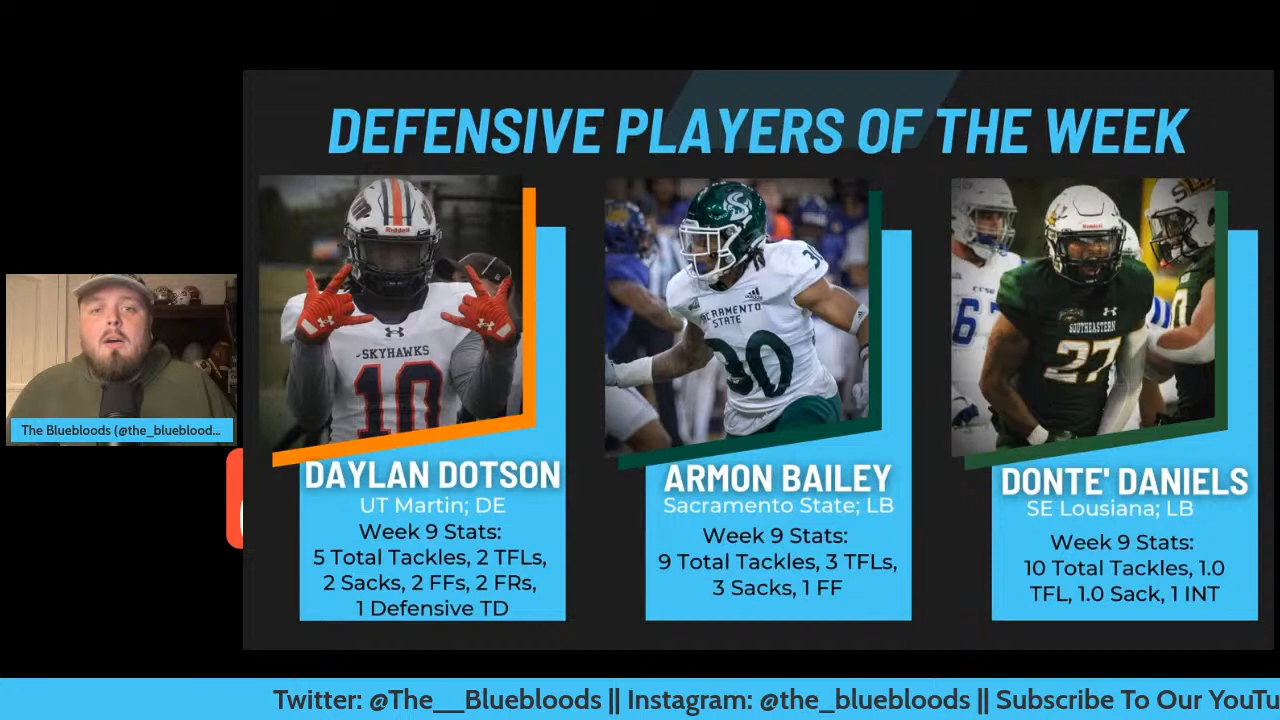 DEFENSIVE PLAYERS OF THE WEEK
Riddell
SKYHAWKS
10
DAYLAN DOTSON
UT Martin; DE
Week 9 Stats:
5 Total Tackles, 2 TFLs,
2 Sacks, 2 FFs, 2 FRs,
1 Defensive TD
30
SACRAMENTO
STATE
30
ARMON BAILEY
Sacramento State; LB
Week 9 Stats:
9 Total Tackles, 3 TFLs,
3 Sacks, 1 FF
Riddell
6
SOUTHEASTERN
27
DONTE' DANIELS
SE Lousiana; LB
Week 9 Stats:
10 Total Tackles, 1.0
TFL, 1.0 Sack, 1 INT
The Bluebloods (@the_blueblood...
Twitter: @The__Bluebloods || Instagram: @the_bluebloods || Subscribe To Our YouTu